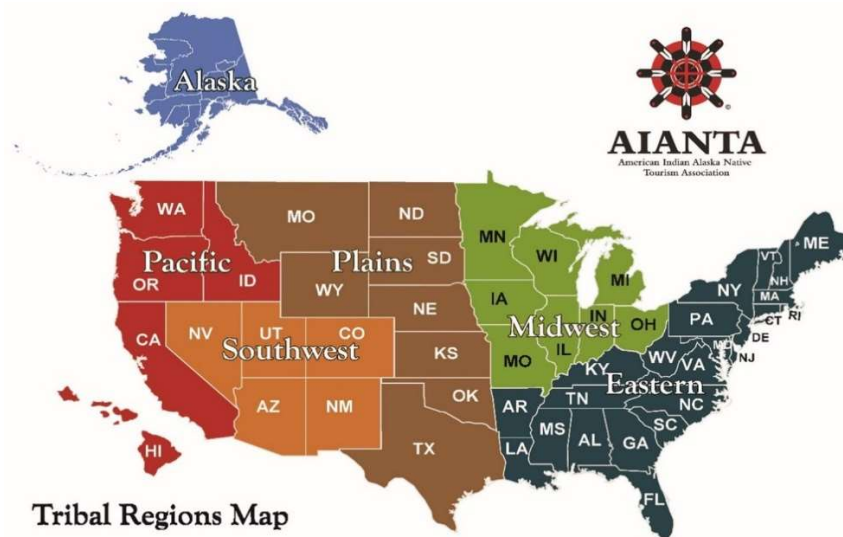 Alaska
AIANTA
American Indian Alaska Native
Tourism Association
WA
MO
ND
MN
WI
MI
ME
VT
NH
NY
MA
CT
RI
Pacific
OR
ID
Plains
SD
WY
IA
NE
PA
DE
NJ
MD
CA
NV
UT
CO
Southwest
KS
MO
Midwest
IL
IN
OH
WV
VA
KY
Eastern
AZ
NM
OK
AR
TN
NC
SC
TX
LA
MS
AL
GA
FL
HI
Tribal Regions Map
©